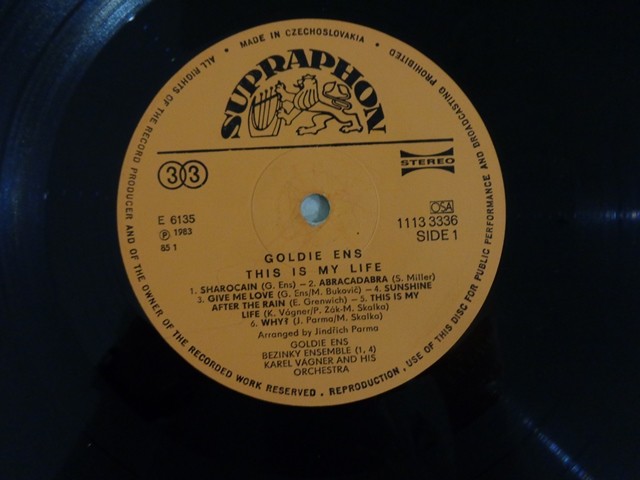 MADE IN CZECHOSLOVAKIA • ALL RIGHTS OF THE RECORD PRODUCER AND OF THE OWNER OF THE RECORDED WORK RESERVED • REPRODUCTION, USE OF THIS DISC FOR PUBLIC PERFORMANCE AND BROADCASTING PROHIBITED
SUPRAPHON
33
STEREO
E 6135
Ⓟ 1983
85 1
OSA
1113 3336
SIDE 1
GOLDIE ENS
THIS IS MY LIFE
1. SHAROCAIN (G. Ens) – 2. ABRACADABRA (S. Miller)
3. GIVE ME LOVE (G. Ens/M. Bukovič) – 4. SUNSHINE
AFTER THE RAIN (E. Grenwich) – 5. THIS IS MY
LIFE (K. Vágner/P. Žák-M. Skalka)
6. WHY? (J. Parma/M. Skalka)
Arranged by Jindřich Parma
GOLDIE ENS
BEZINKY ENSEMBLE (1, 4)
KAREL VÁGNER AND HIS
ORCHESTRA